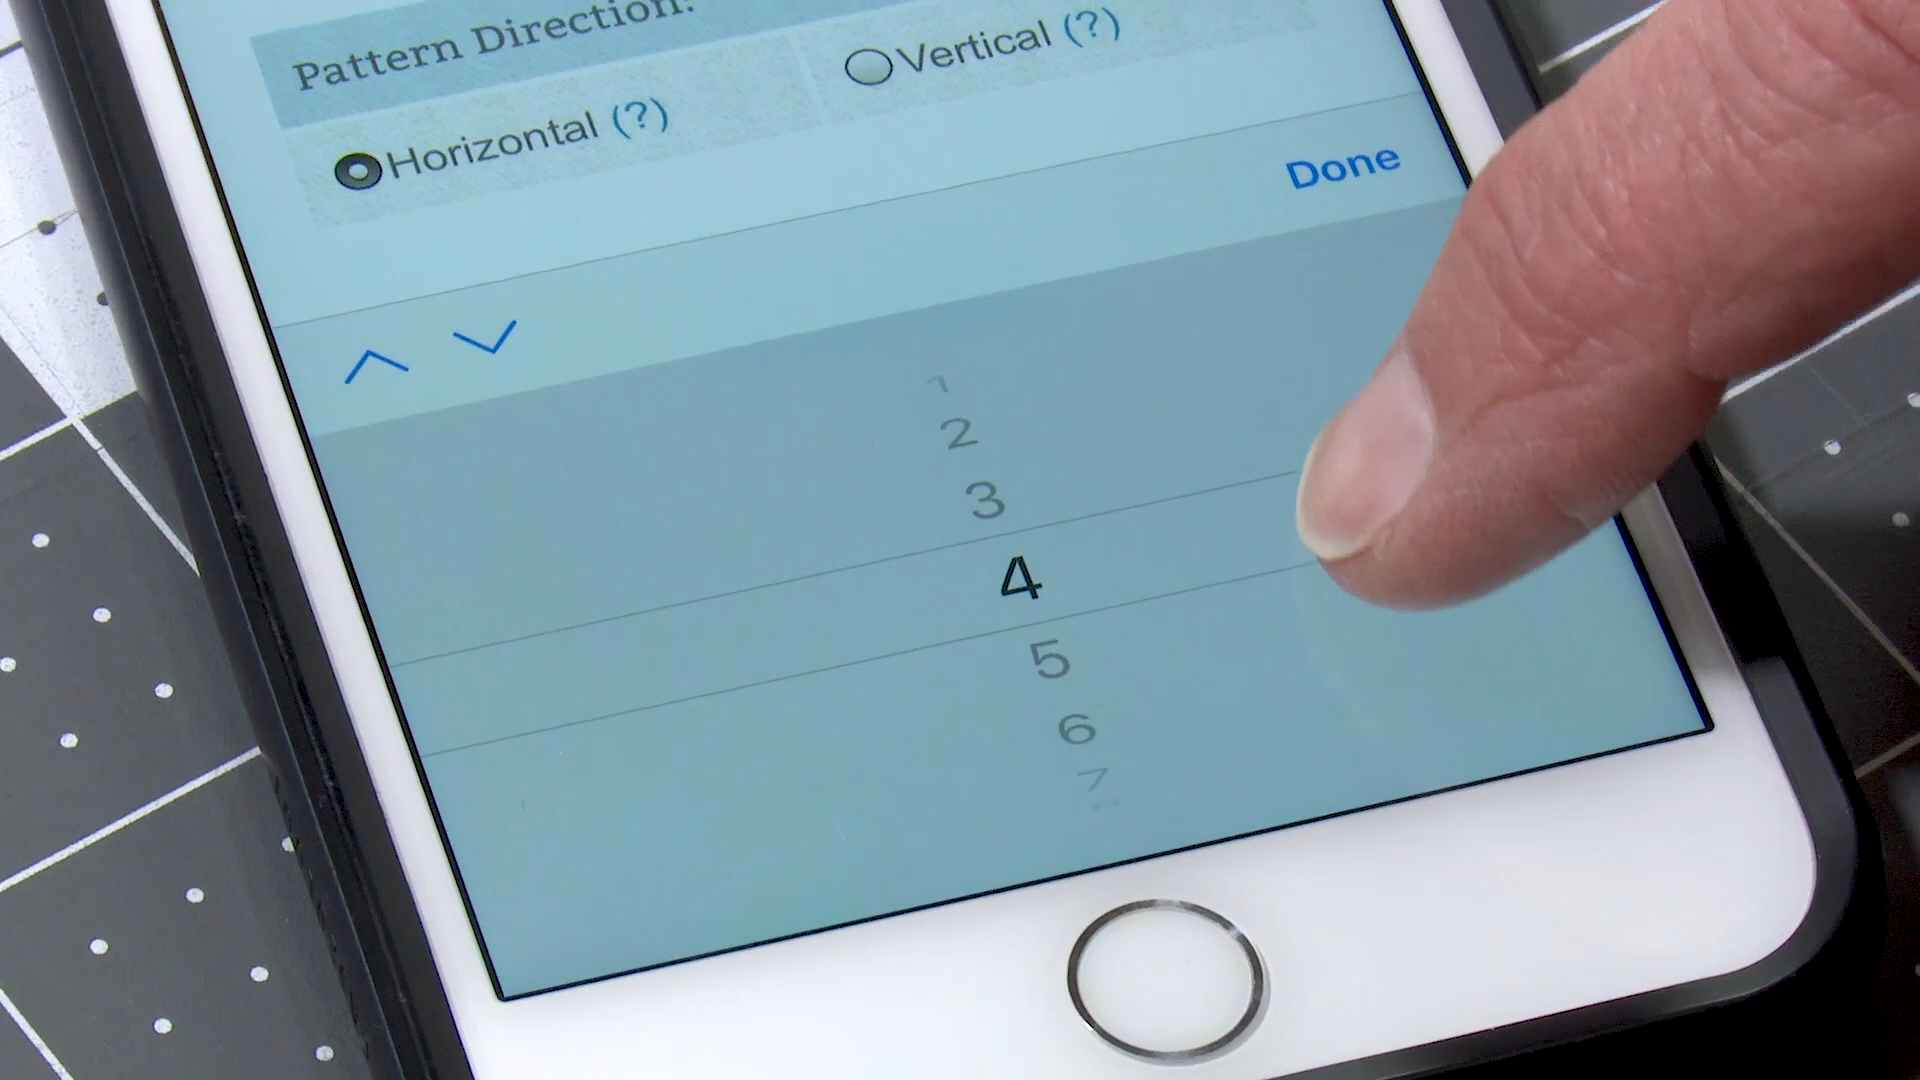 Pattern Direction:
Horizontal (?)
Vertical (?)
Done
1
2
3
4
5
6
7